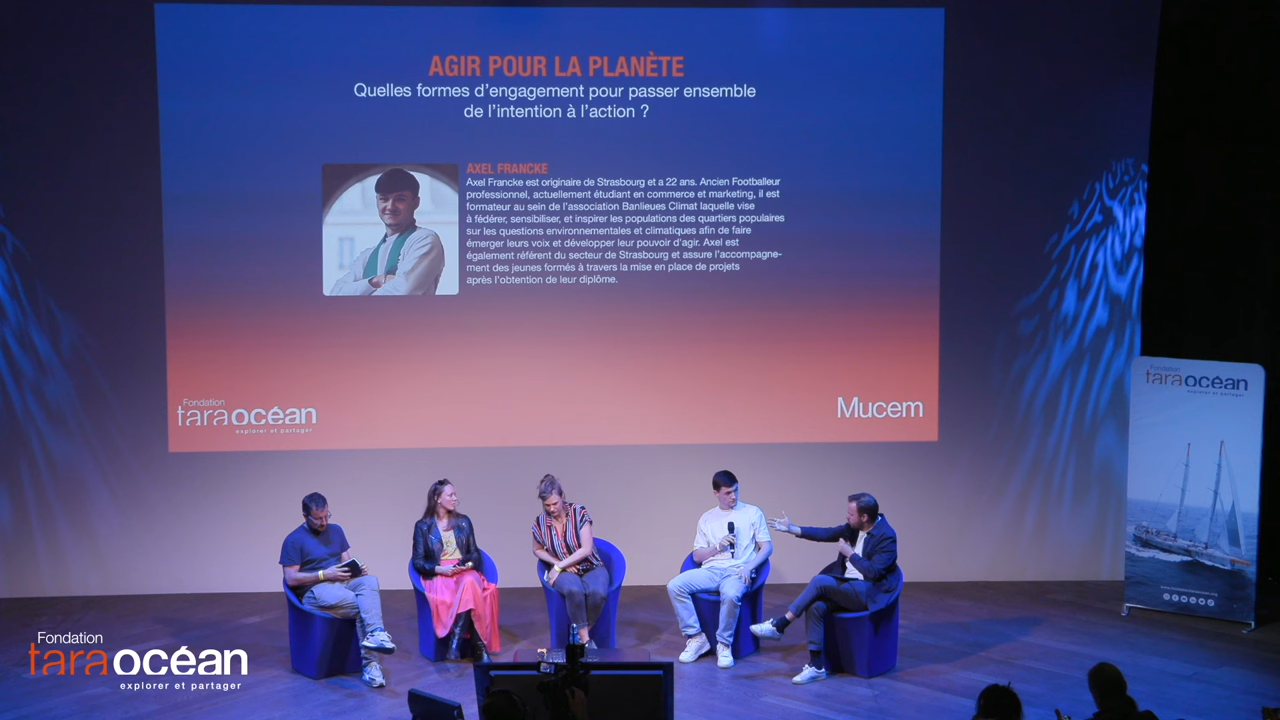 AGIR POUR LA PLANÈTE
Quelles formes d'engagement pour passer ensemble
de l'intention à l'action ?
AXEL FRANCKE
Axel Francke est originaire de Strasbourg et a 22 ans. Ancien Footballeur
professionnel, actuellement étudiant en commerce et marketing, il est
formateur au sein de l'association Banlieues Climat laquelle vise
à fédérer, sensibiliser, et inspirer les populations des quartiers populaires
sur les questions environnementales et climatiques afin de faire
émerger leurs voix et développer leur pouvoir d'agir. Axel est
également référent du secteur de Strasbourg et assure l'accompagne-
ment des jeunes formés à travers la mise en place de projets
après l'obtention de leur diplôme.
Fondation
taraocéan
explorer et partager
Mucem
Fondation
taraocéan
explorer et partager
Fondation
taraocéan
explorer et partager